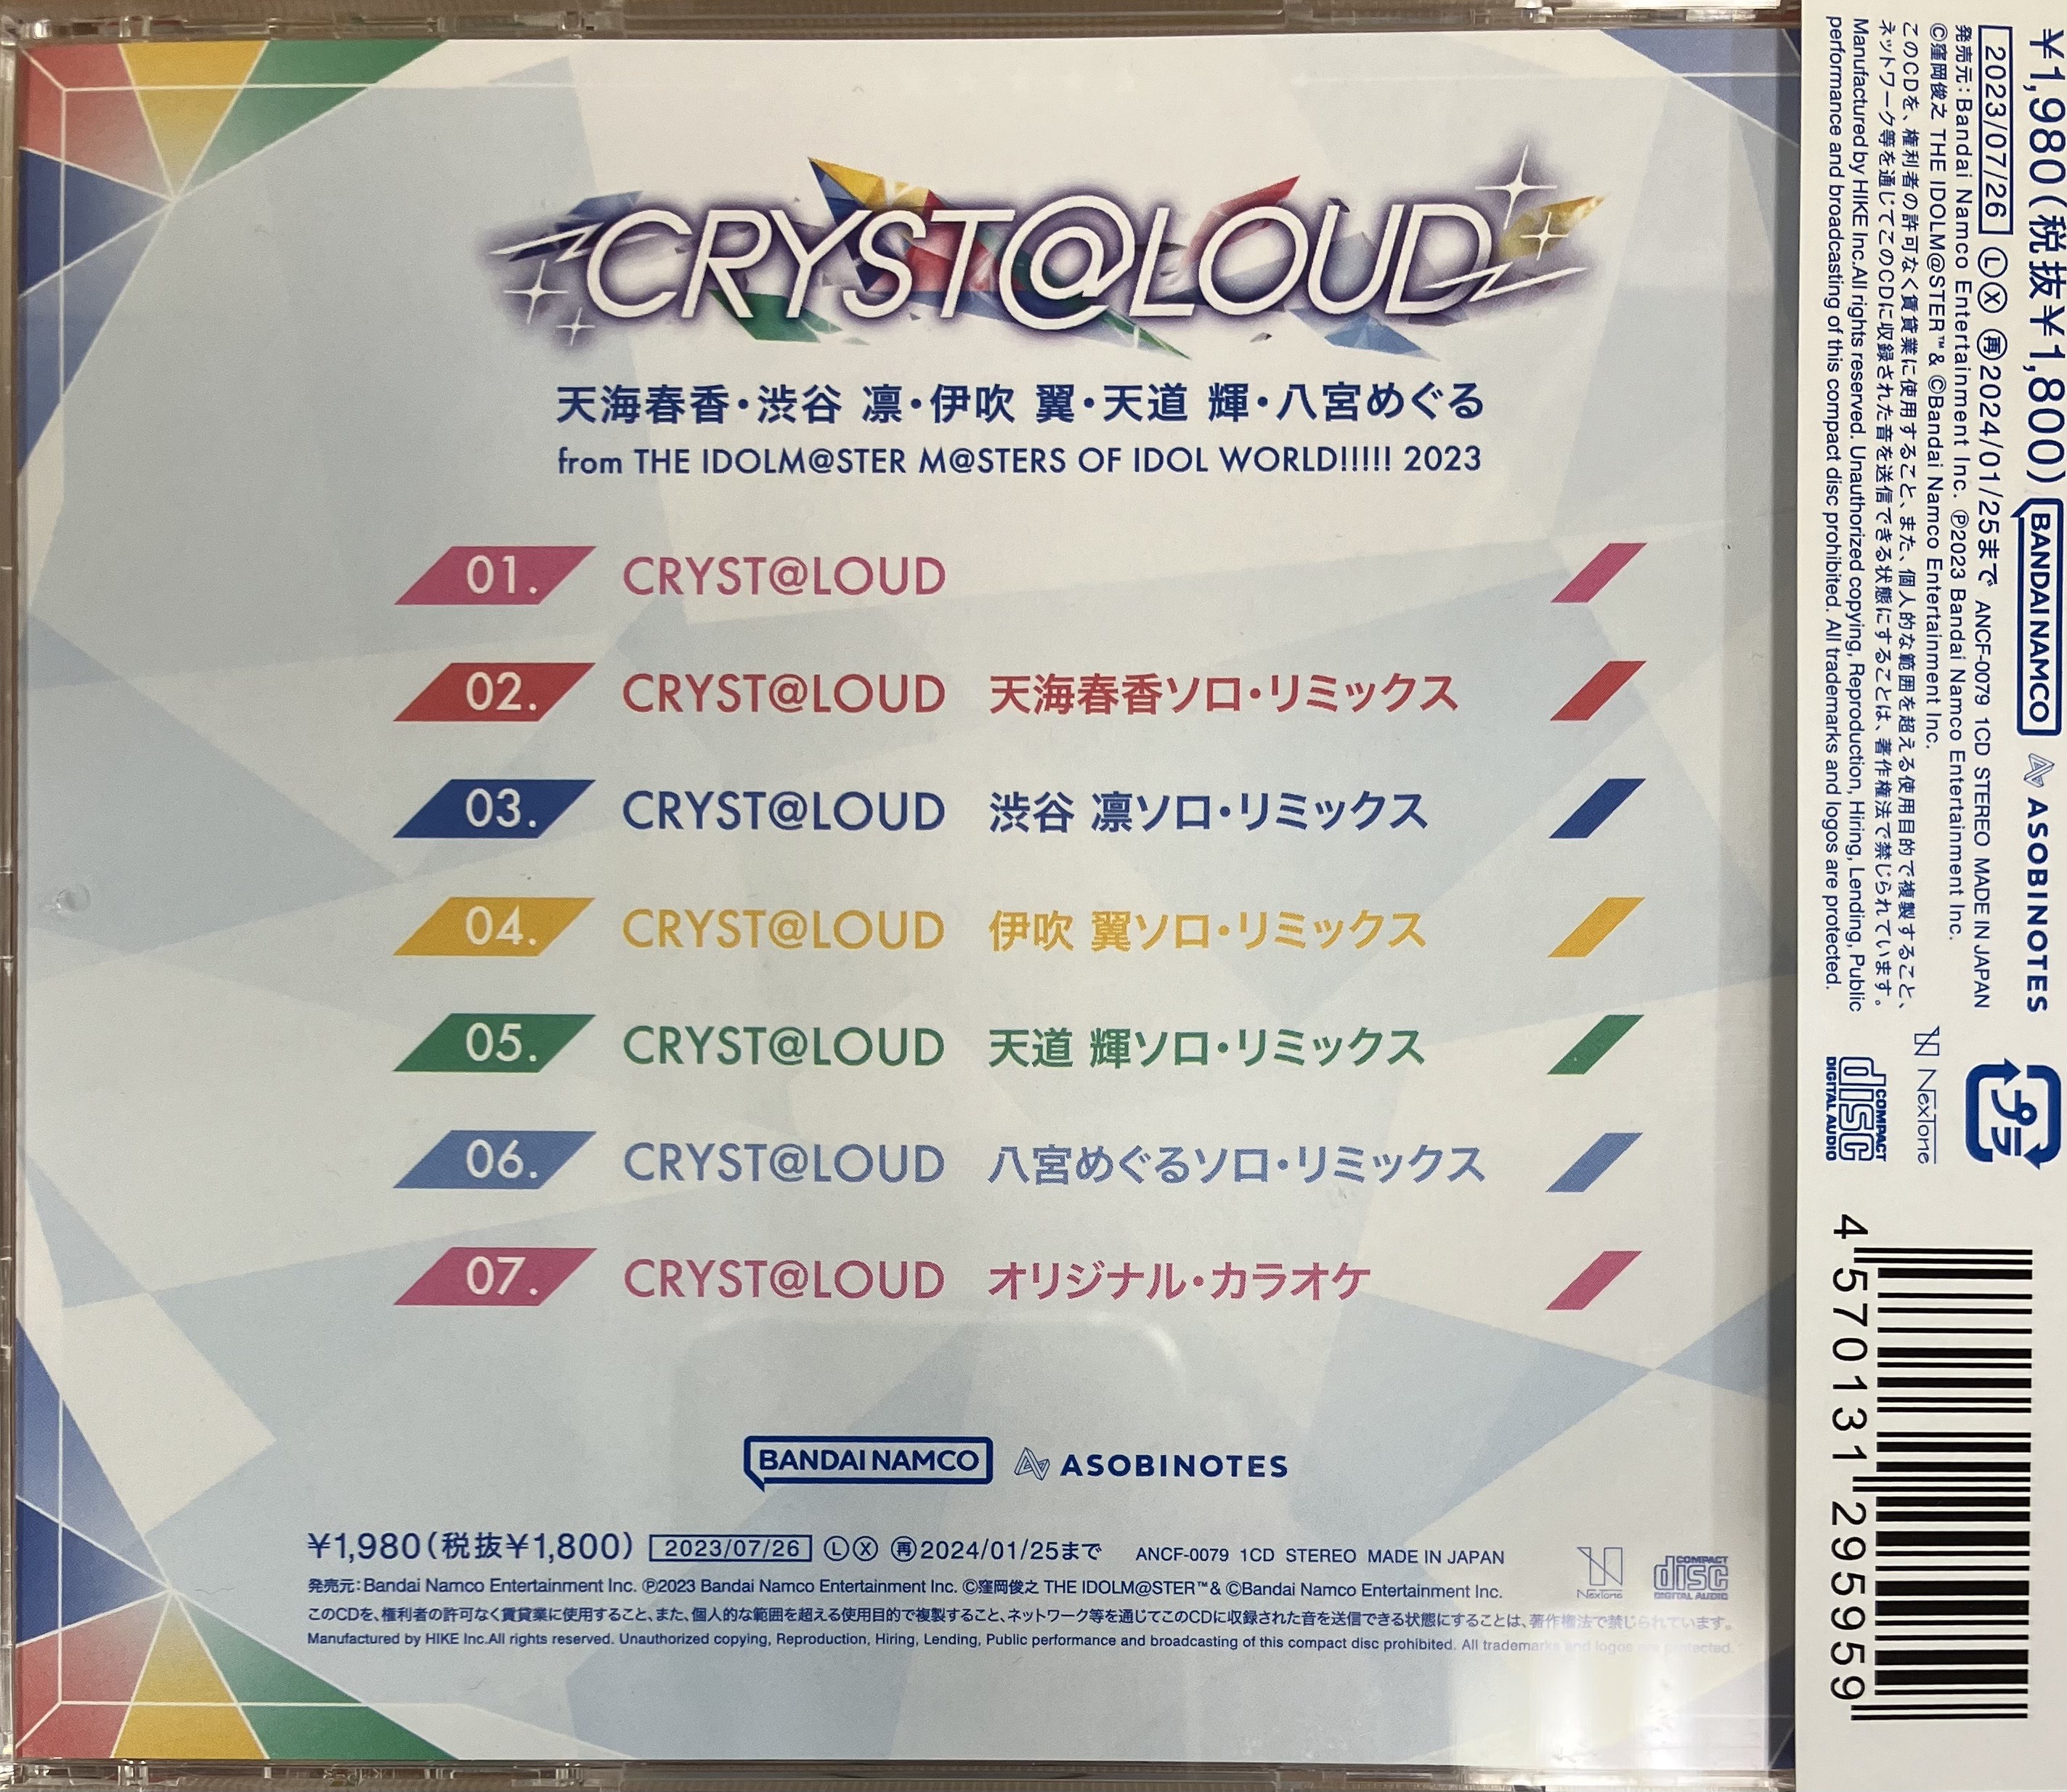 CRYST@LOUD
天海春香・渋谷 凛・伊吹 翼・天道 輝・八宮めぐる
from THE IDOLM@STER M@STERS OF IDOL WORLD!!!!! 2023
01. CRYST@LOUD
02. CRYST@LOUD 天海春香ソロ・リミックス
03. CRYST@LOUD 渋谷 凛ソロ・リミックス
04. CRYST@LOUD 伊吹 翼ソロ・リミックス
05. CRYST@LOUD 天道 輝ソロ・リミックス
06. CRYST@LOUD 八宮めぐるソロ・リミックス
07. CRYST@LOUD オリジナル・カラオケ
BANDAI NAMCO ASOBINOTES
¥1,980(税抜¥1,800) 2023/07/26 Ⓛ Ⓧ ㊢2024/01/25まで ANCF-0079 1CD STEREO MADE IN JAPAN
NexTone COMPACT disc DIGITAL AUDIO
発売元:Bandai Namco Entertainment Inc. Ⓟ2023 Bandai Namco Entertainment Inc. ©窪岡俊之 THE IDOLM@STER™& ©Bandai Namco Entertainment Inc.
このCDを、権利者の許可なく賃貸業に使用すること、また、個人的な範囲を超える使用目的で複製すること、ネットワーク等を通じてこのCDに収録された音を送信できる状態にすることは、著作権法で禁じられています。
Manufactured by HIKE Inc.All rights reserved. Unauthorized copying, Reproduction, Hiring, Lending, Public performance and broadcasting of this compact disc prohibited. All trademarks and logos are protected.
¥1,980(税抜¥1,800) BANDAI NAMCO ASOBINOTES
2023/07/26 Ⓛ Ⓧ 再2024/01/25まで ANCF-0079 1CD STEREO MADE IN JAPAN
発売元:Bandai Namco Entertainment Inc. Ⓟ2023 Bandai Namco Entertainment Inc.
©窪岡俊之 THE IDOLM@STER™& ©Bandai Namco Entertainment Inc.
このCDを、権利者の許可なく賃貸業に使用すること、また、個人的な範囲を超える使用目的で複製すること、
ネットワーク等を通じてこのCDに収録された音を送信できる状態にすることは、著作権法で禁じられています。
Manufactured by HIKE Inc.All rights reserved. Unauthorized copying, Reproduction, Hiring, Lending, Public
performance and broadcasting of this compact disc prohibited. All trademarks and logos are protected.
プラ
NexTone
COMPACT disc DIGITAL AUDIO
4570131295959